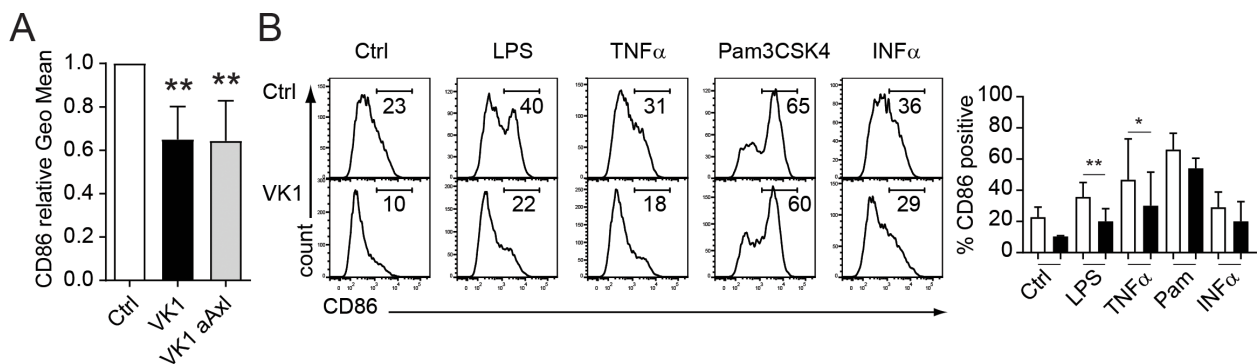 A
CD86 relative Geo Mean
1.0
0.8
0.6
0.4
0.2
0.0
**
**
Ctrl
VK1
VK1 aAxl
B
Ctrl LPS TNFα Pam3CSK4 INFα
Ctrl
23 40 31 65 36
VK1
10 22 18 60 29
count
CD86
% CD86 positive
100
80
60
40
20
0
**
*
Ctrl
LPS
TNFα
Pam
INFα